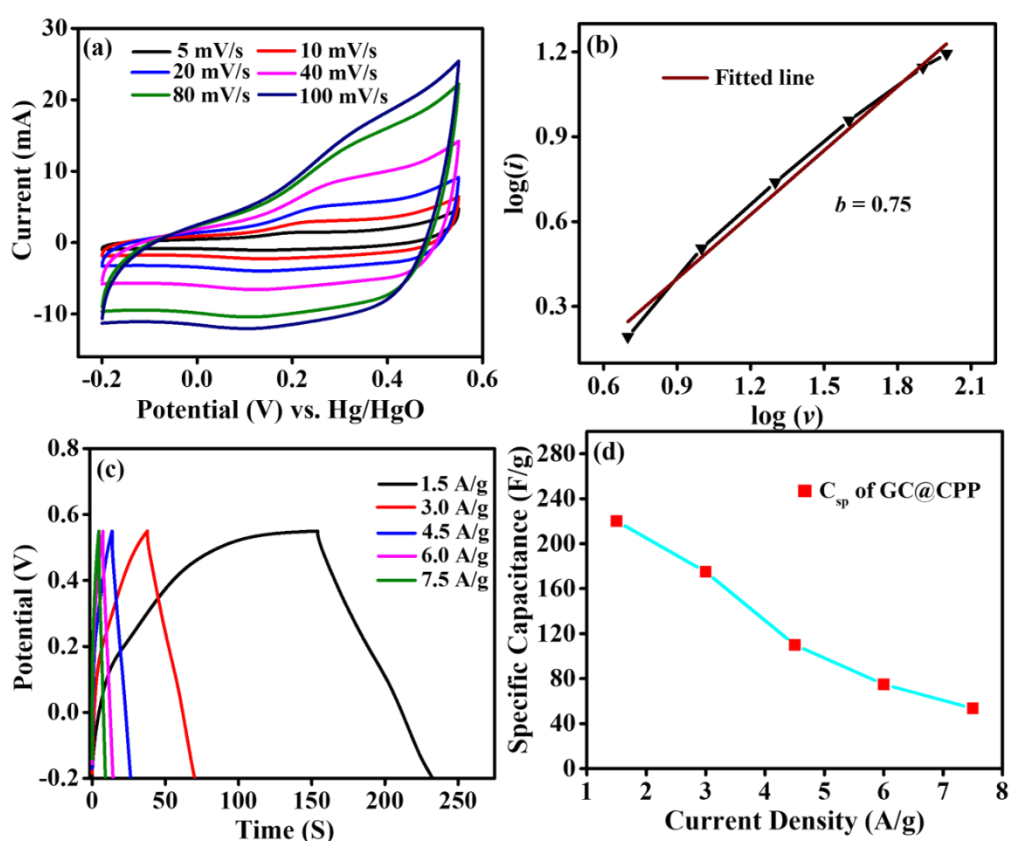 (a)
5 mV/s 10 mV/s
20 mV/s 40 mV/s
80 mV/s 100 mV/s
30
20
10
0
-10
Current (mA)
-0.2 0.0 0.2 0.4 0.6
Potential (V) vs. Hg/HgO
(b)
Fitted line
b = 0.75
1.2
0.9
0.6
0.3
log(i)
0.6 0.9 1.2 1.5 1.8 2.1
log (v)
(c)
1.5 A/g
3.0 A/g
4.5 A/g
6.0 A/g
7.5 A/g
0.8
0.6
0.4
0.2
0.0
-0.2
Potential (V)
0 50 100 150 200 250
Time (S)
(d)
Csp of GC@CPP
280
240
200
160
120
80
40
0
Specific Capacitance (F/g)
1 2 3 4 5 6 7 8
Current Density (A/g)